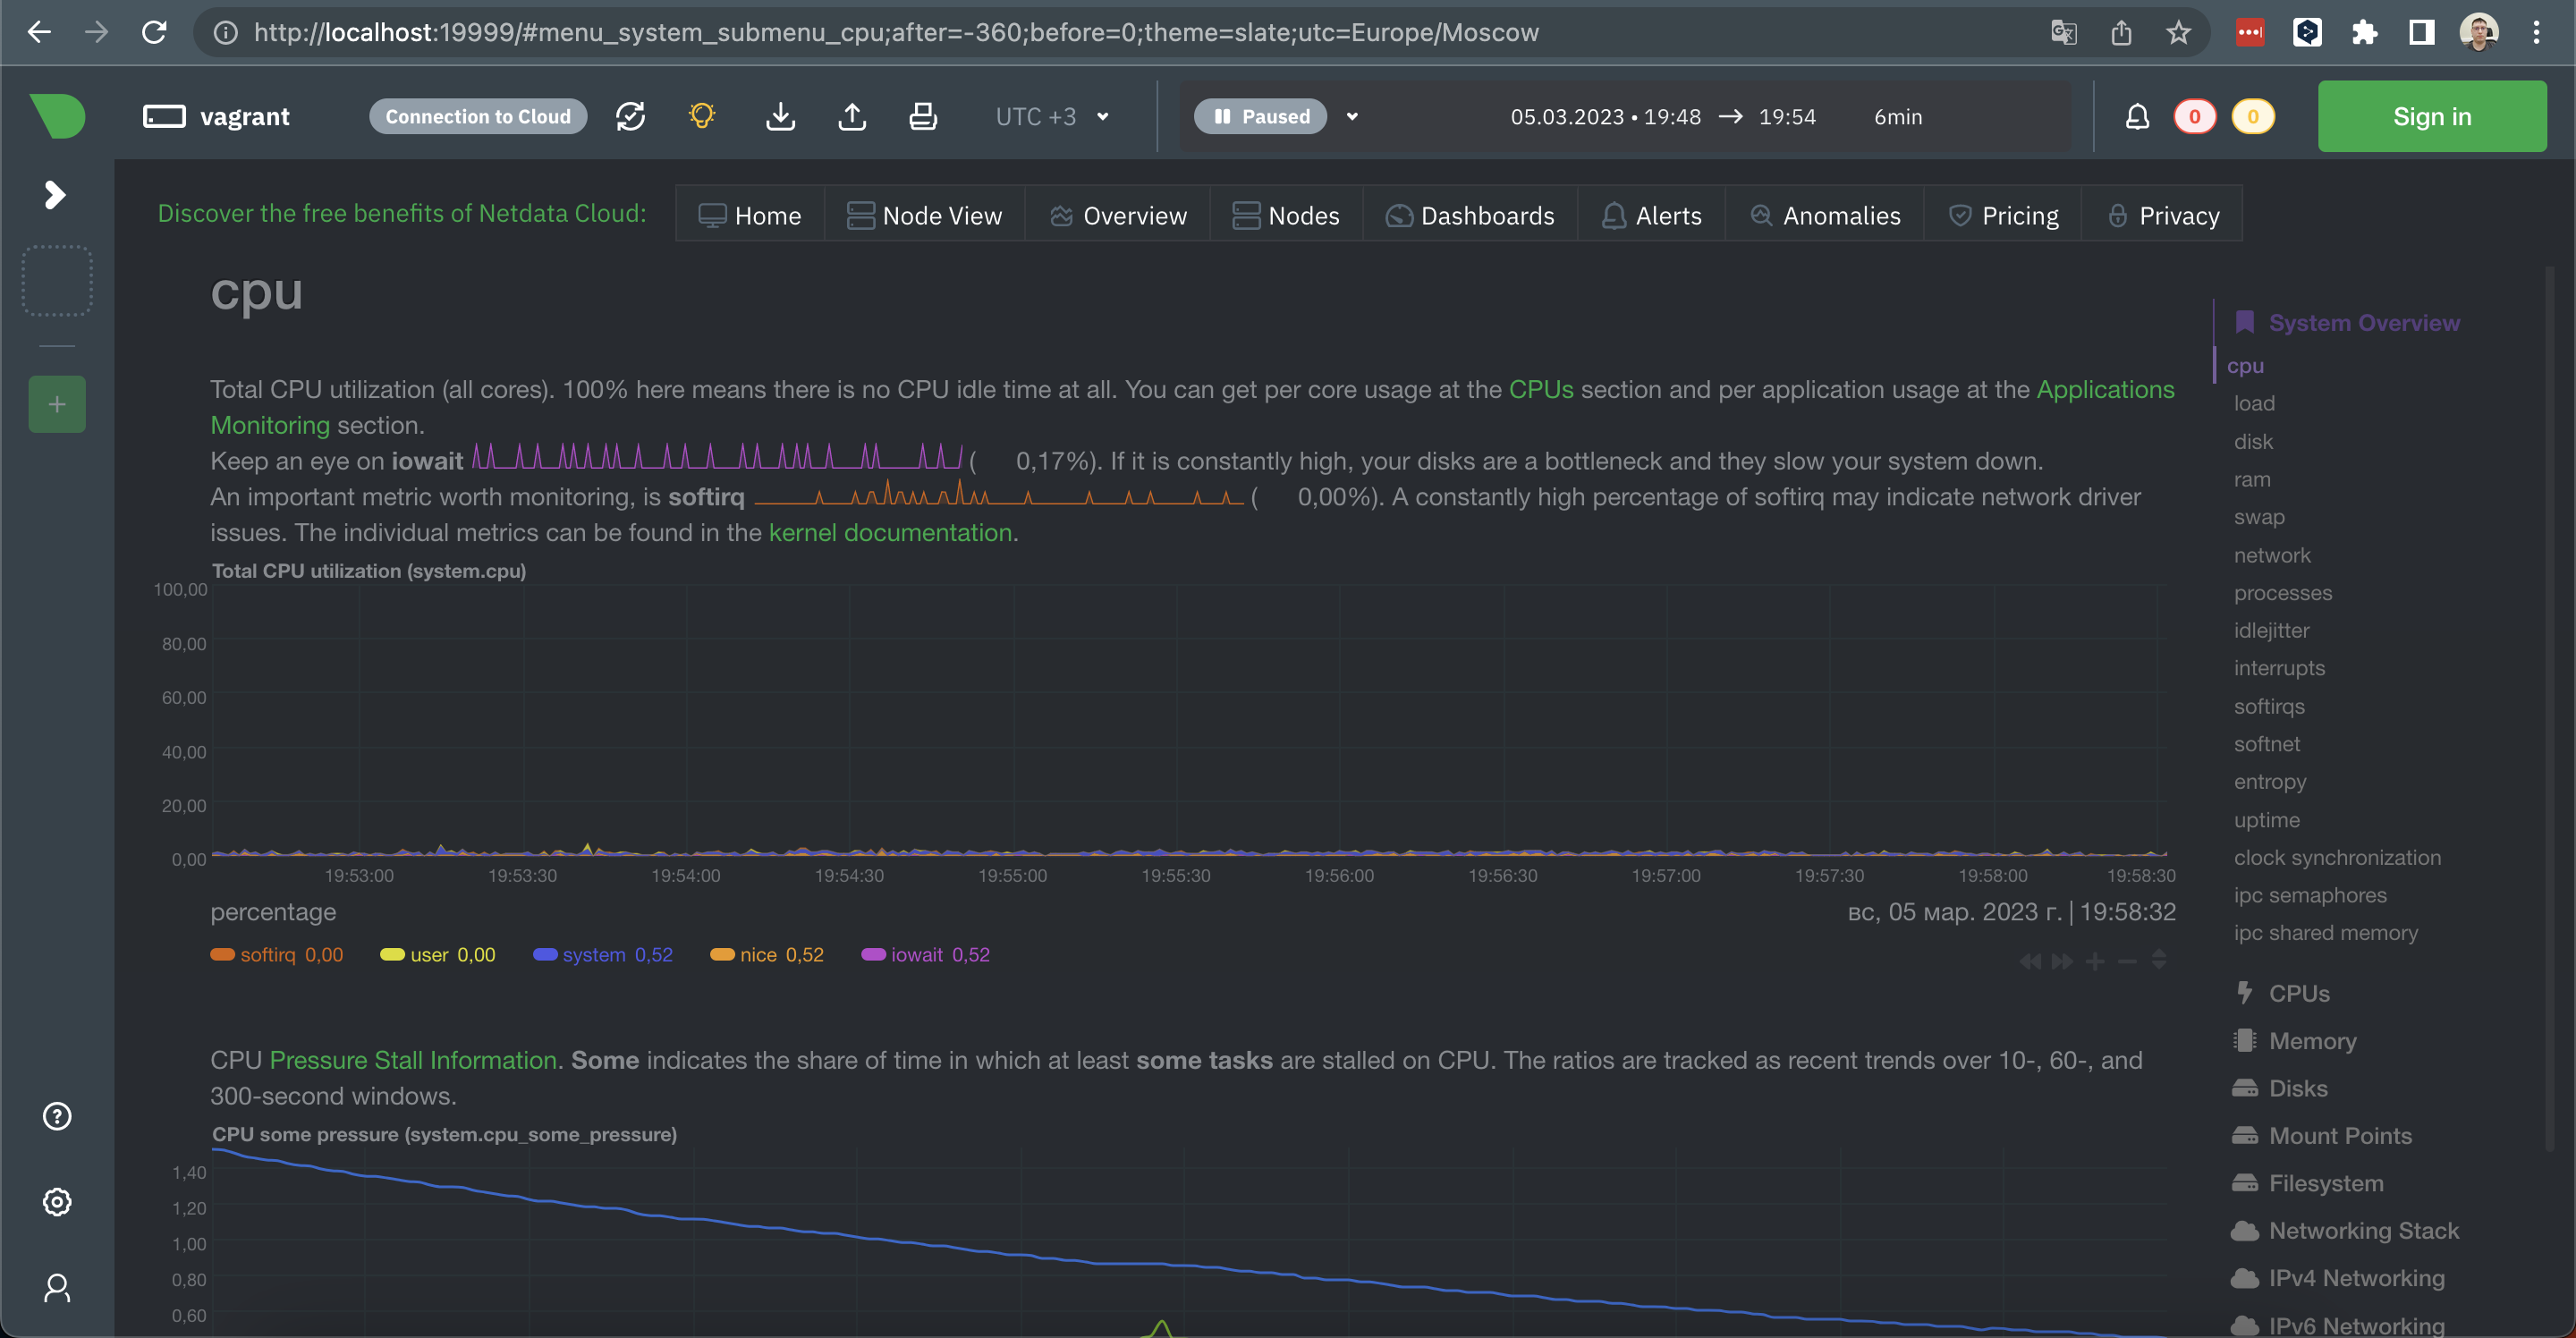 http://localhost:19999/#menu_system_submenu_cpu;after=-360;before=0;theme=slate;utc=Europe/Moscow
vagrant
Connection to Cloud
UTC +3
Paused
05.03.2023 • 19:48 → 19:54 6min
0
0
Sign in
Discover the free benefits of Netdata Cloud:
Home
Node View
Overview
Nodes
Dashboards
Alerts
Anomalies
Pricing
Privacy
cpu
Total CPU utilization (all cores). 100% here means there is no CPU idle time at all. You can get per core usage at the CPUs section and per application usage at the Applications
Monitoring section.
Keep an eye on iowait ( 0,17%). If it is constantly high, your disks are a bottleneck and they slow your system down.
An important metric worth monitoring, is softirq ( 0,00%). A constantly high percentage of softirq may indicate network driver
issues. The individual metrics can be found in the kernel documentation.
Total CPU utilization (system.cpu)
100,00
80,00
60,00
40,00
20,00
0,00
19:53:00 19:53:30 19:54:00 19:54:30 19:55:00 19:55:30 19:56:00 19:56:30 19:57:00 19:57:30 19:58:00 19:58:30
percentage
вс, 05 мар. 2023 г. | 19:58:32
softirq 0,00 user 0,00 system 0,52 nice 0,52 iowait 0,52
CPU Pressure Stall Information. Some indicates the share of time in which at least some tasks are stalled on CPU. The ratios are tracked as recent trends over 10-, 60-, and
300-second windows.
CPU some pressure (system.cpu_some_pressure)
1,40
1,20
1,00
0,80
0,60
System Overview
cpu
load
disk
ram
swap
network
processes
idlejitter
interrupts
softirqs
softnet
entropy
uptime
clock synchronization
ipc semaphores
ipc shared memory
CPUs
Memory
Disks
Mount Points
Filesystem
Networking Stack
IPv4 Networking
IPv6 Networking